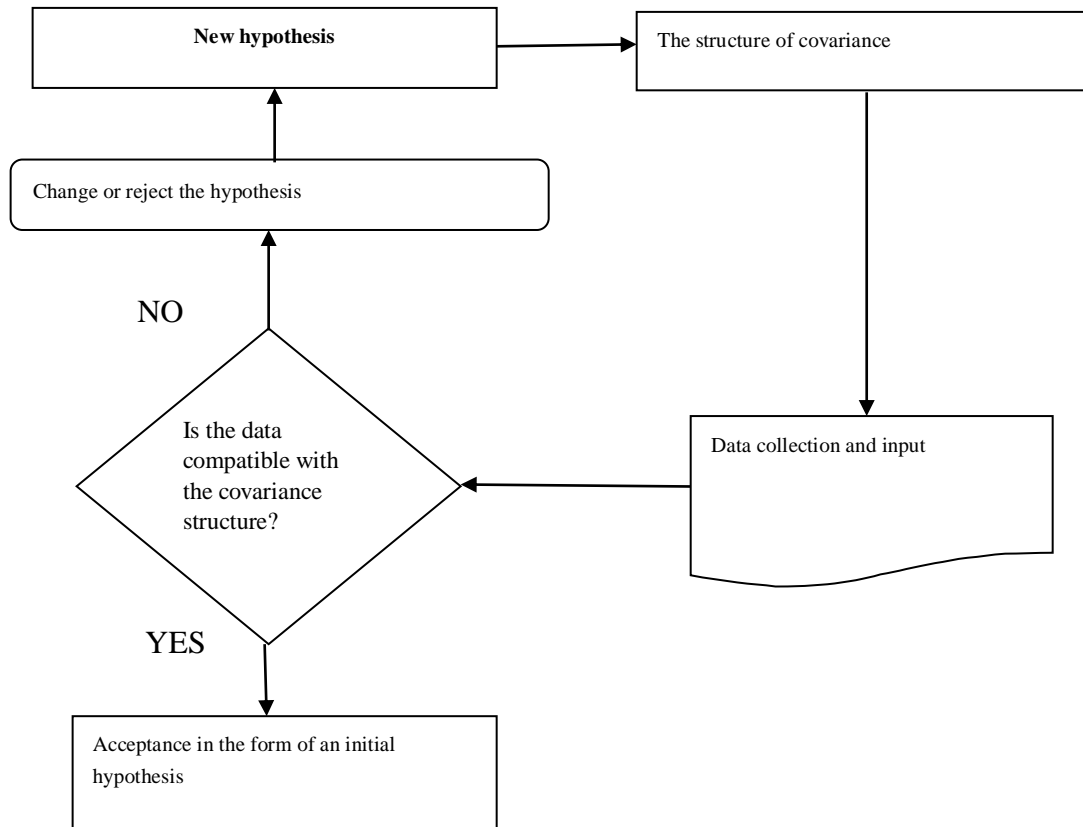 New hypothesis
The structure of covariance
Change or reject the hypothesis
NO
Is the data
compatible with
the covariance
structure?
Data collection and input
YES
Acceptance in the form of an initial
hypothesis